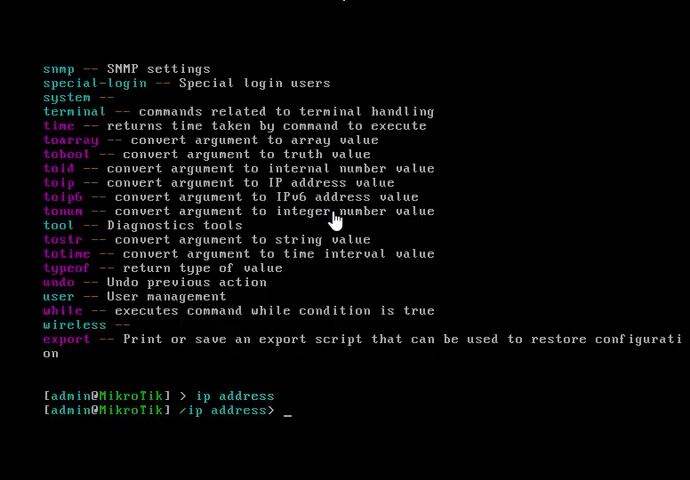 snmp -- SNMP settings
special-login -- Special login users
system --
terminal -- commands related to terminal handling
time -- returns time taken by command to execute
toarray -- convert argument to array value
tobool -- convert argument to truth value
toid -- convert argument to internal number value
toip -- convert argument to IP address value
toip6 -- convert argument to IPv6 address value
tonum -- convert argument to integer number value
tool -- Diagnostics tools
tostr -- convert argument to string value
totime -- convert argument to time interval value
typeof -- return type of value
undo -- Undo previous action
user -- User management
while -- executes command while condition is true
wireless --
export -- Print or save an export script that can be used to restore configurati
on
[admin@MikroTik] > ip address
[admin@MikroTik] /ip address> _